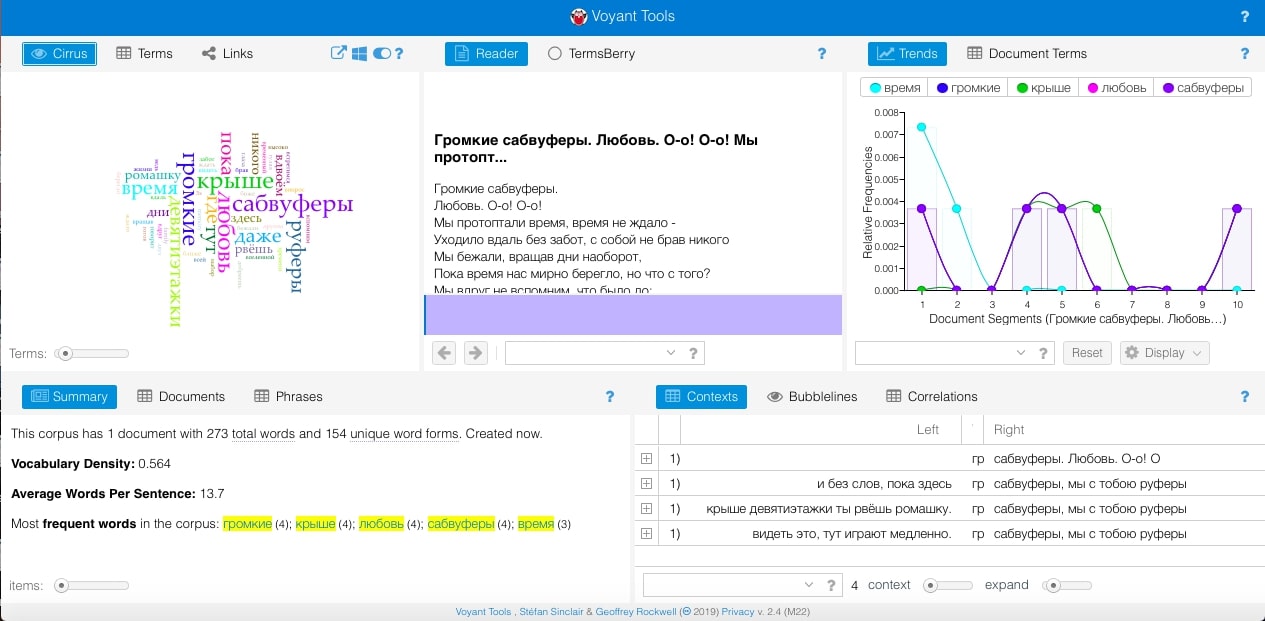 Voyant Tools
?
Cirrus Terms Links ?
Reader TermsBerry ?
Trends Document Terms ?
пока
никого
громкие
вдвоём
ромашку
крыше
время
любовь
сабвуферы
дни
где
тут
здесь
девятиэтажки
даже
рвёшь
руферы
вселенной
Terms:
Громкие сабвуферы. Любовь. О-о! О-о! Мы
протопт...
Громкие сабвуферы.
Любовь. О-о! О-о!
Мы протоптали время, время не ждало -
Уходило вдаль без забот, с собой не брав никого
Мы бежали, вращав дни наоборот,
Пока время нас мирно берегло, но что с того?
Мы вдруг не вспомним, что было до;
?
время громкие крыше любовь сабвуферы
Relative Frequencies
0.008
0.007
0.006
0.005
0.004
0.003
0.002
0.001
0.000
1 2 3 4 5 6 7 8 9 10
Document Segments (Громкие сабвуферы. Любовь...)
? Reset Display
Summary Documents Phrases ?
This corpus has 1 document with 273 total words and 154 unique word forms. Created now.
Vocabulary Density: 0.564
Average Words Per Sentence: 13.7
Most frequent words in the corpus: громкие (4); крыше (4); любовь (4); сабвуферы (4); время (3)
items:
Contexts Bubblelines Correlations ?
Left Right
1) гр сабвуферы. Любовь. О-о! О
1) и без слов, пока здесь гр сабвуферы, мы с тобою руферы
1) крыше девятиэтажки ты рвёшь ромашку. гр сабвуферы, мы с тобою руферы
1) видеть это, тут играют медленно. гр сабвуферы, мы с тобою руферы
? 4 context expand
Voyant Tools , Stéfan Sinclair & Geoffrey Rockwell (© 2019) Privacy v. 2.4 (M22)